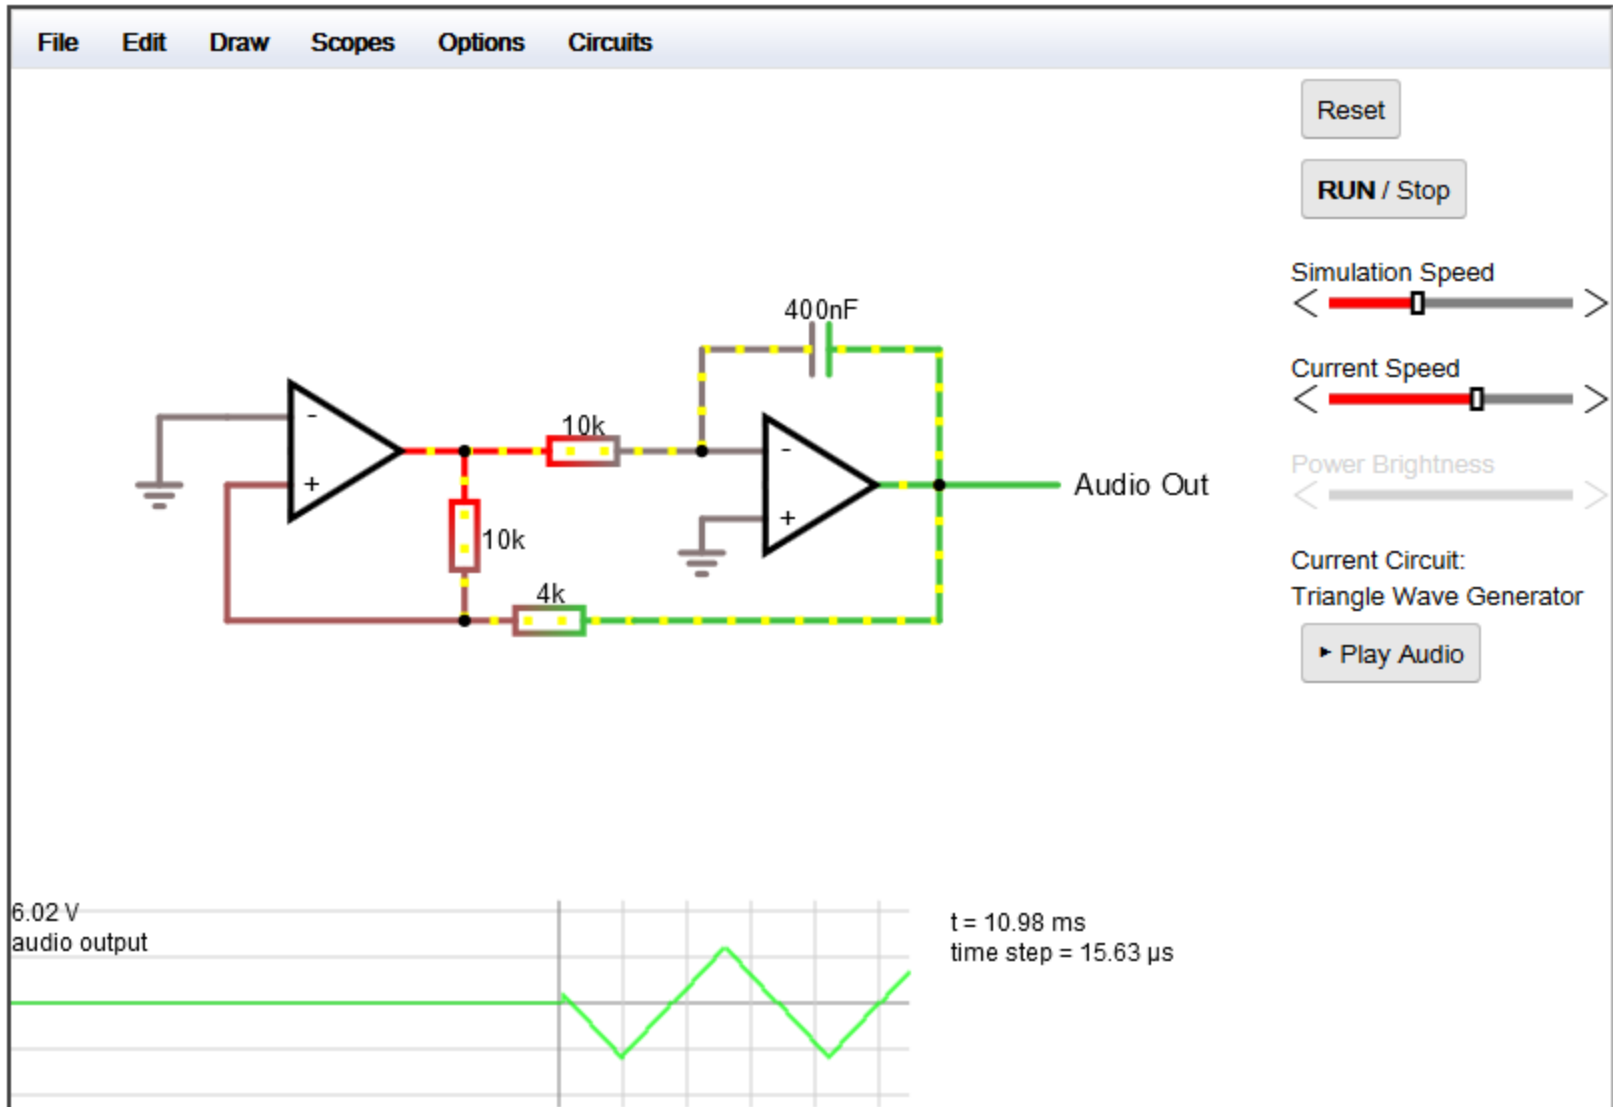 File Edit Draw Scopes Options Circuits
Reset
RUN / Stop
Simulation Speed
Current Speed
Power Brightness
Current Circuit:
Triangle Wave Generator
Play Audio
400nF
10k
-
+
-
+
10k
4k
Audio Out
6.02 V
audio output
t = 10.98 ms
time step = 15.63 µs